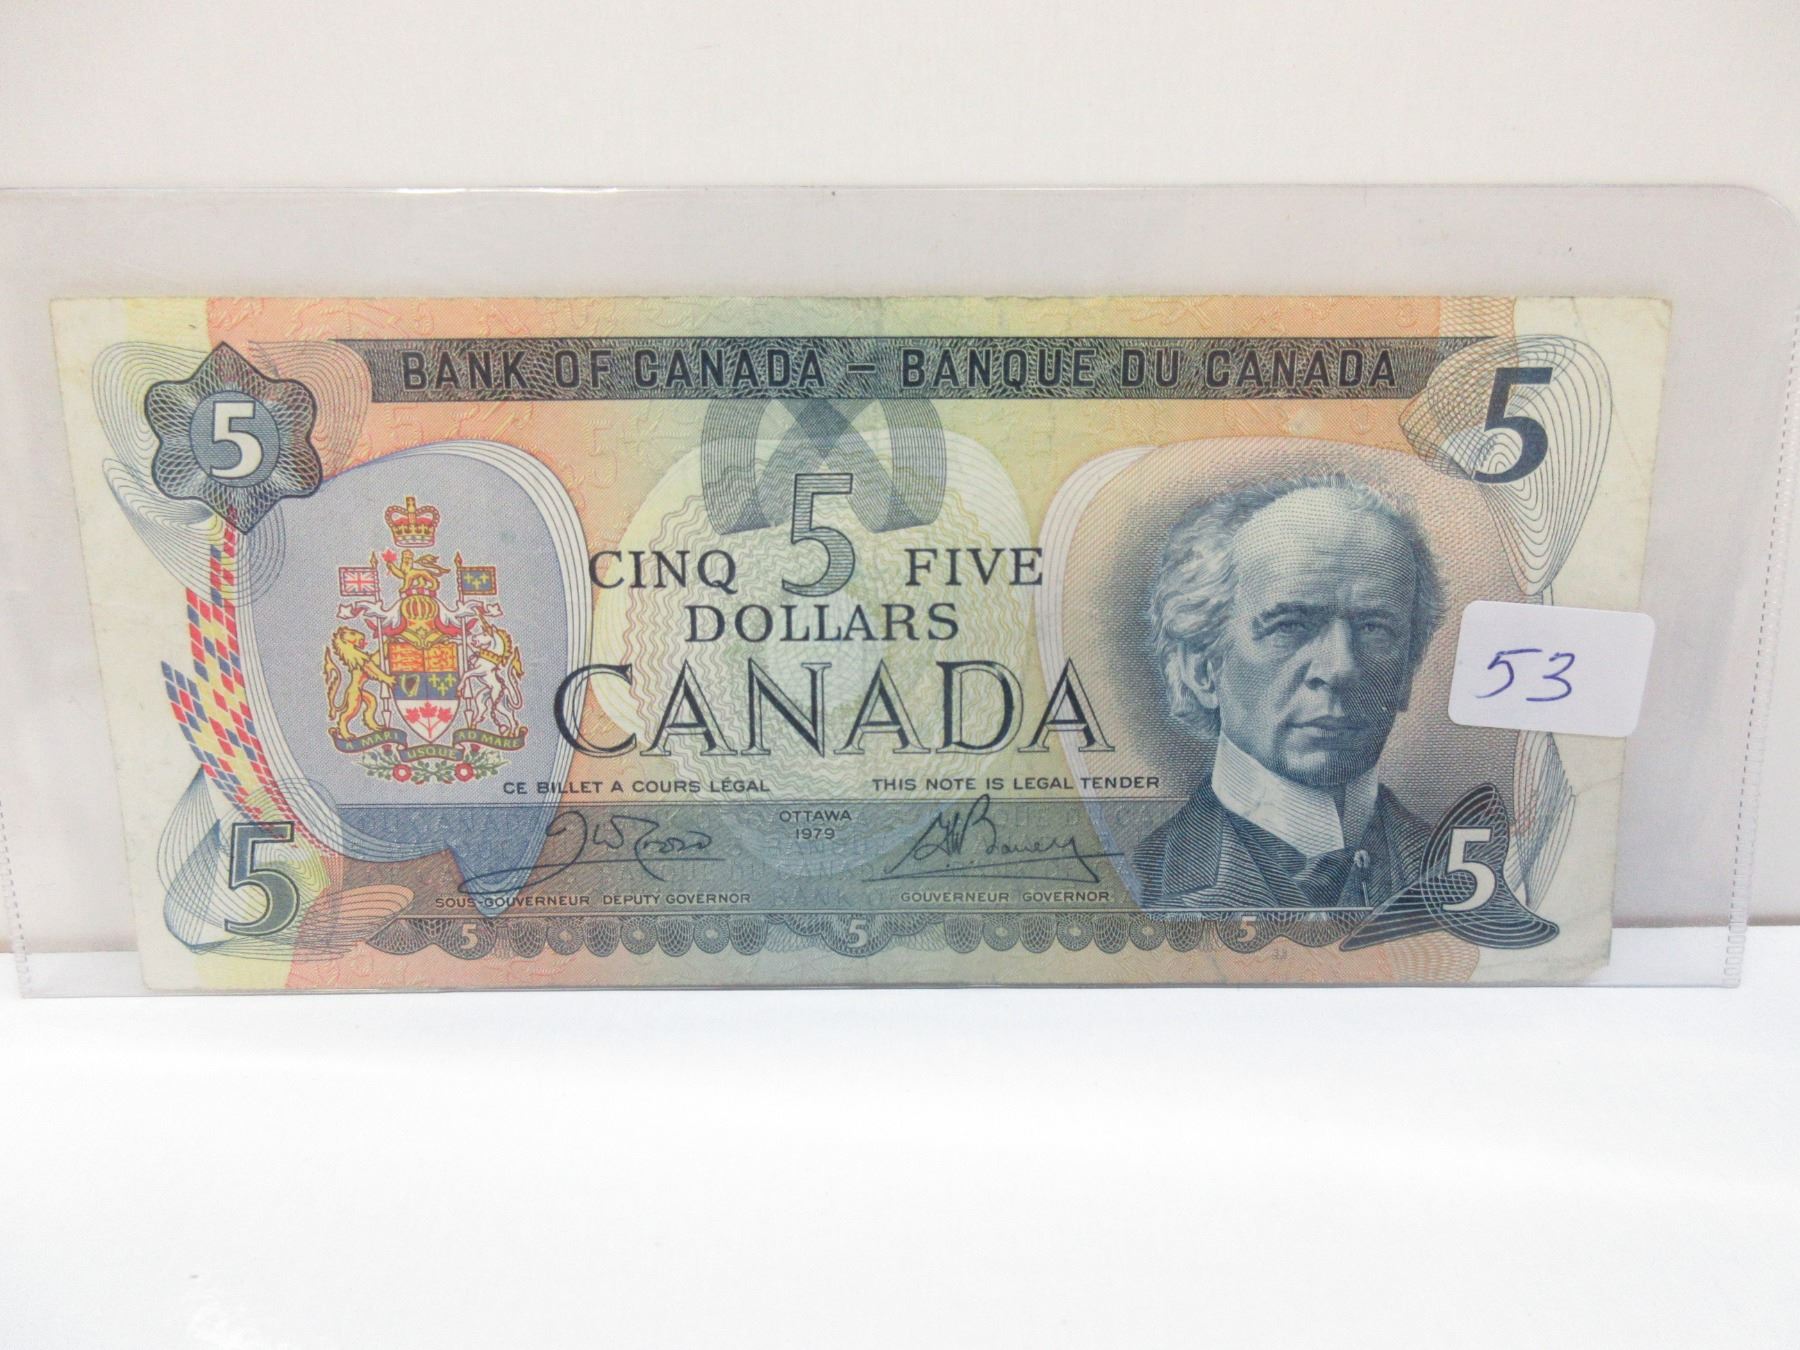 BANK OF CANADA – BANQUE DU CANADA
5 5
5
CINQ FIVE
DOLLARS
CANADA
53
A MARI USQUE AD MARE
CE BILLET A COURS LÉGAL THIS NOTE IS LEGAL TENDER
OTTAWA
1979
5 5
SOUS-GOUVERNEUR DEPUTY GOVERNOR GOUVERNEUR GOVERNOR
5 5 5